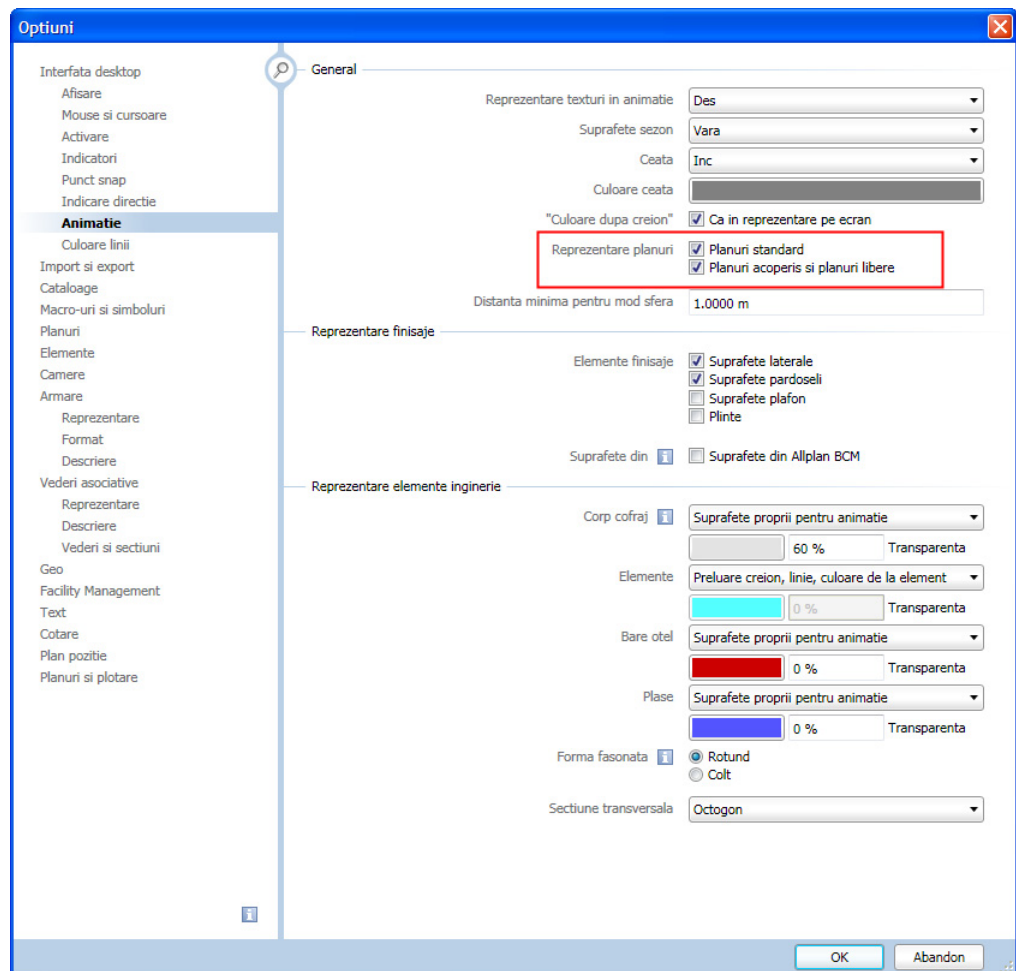 Optiuni
Interfata desktop
Afisare
Mouse si cursoare
Activare
Indicatori
Punct snap
Indicare directie
Animatie
Culoare linii
Import si export
Cataloage
Macro-uri si simboluri
Planuri
Elemente
Camere
Armare
Reprezentare
Format
Descriere
Vederi asociative
Reprezentare
Descriere
Vederi si sectiuni
Geo
Facility Management
Text
Cotare
Plan pozitie
Planuri si plotare
General
Reprezentare texturi in animatie Des
Suprafete sezon Vara
Ceata Inc
Culoare ceata
"Culoare dupa creion" Ca in reprezentare pe ecran
Reprezentare planuri Planuri standard
Planuri acoperis si planuri libere
Distanta minima pentru mod sfera 1.0000 m
Reprezentare finisaje
Elemente finisaje Suprafete laterale
Suprafete pardoseli
Suprafete plafon
Plinte
Suprafete din Suprafete din Allplan BCM
Reprezentare elemente inginerie
Corp cofraj Suprafete proprii pentru animatie
60 % Transparenta
Elemente Preluare creion, linie, culoare de la element
0 % Transparenta
Bare otel Suprafete proprii pentru animatie
0 % Transparenta
Plase Suprafete proprii pentru animatie
0 % Transparenta
Forma fasonata Rotund
Colt
Sectiune transversala Octogon
OK Abandon